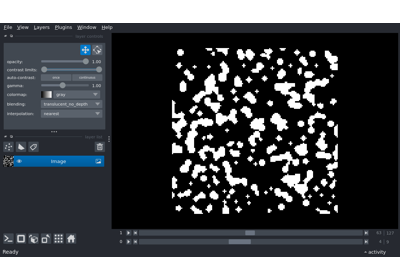 File View Layers Plugins Window Help
opacity: 1.00
contrast limits:
auto-contrast: once continuous
gamma: 1.00
colormap: gray
blending: translucent_no_depth
interpolation: nearest
Image
1
0
Ready
activity